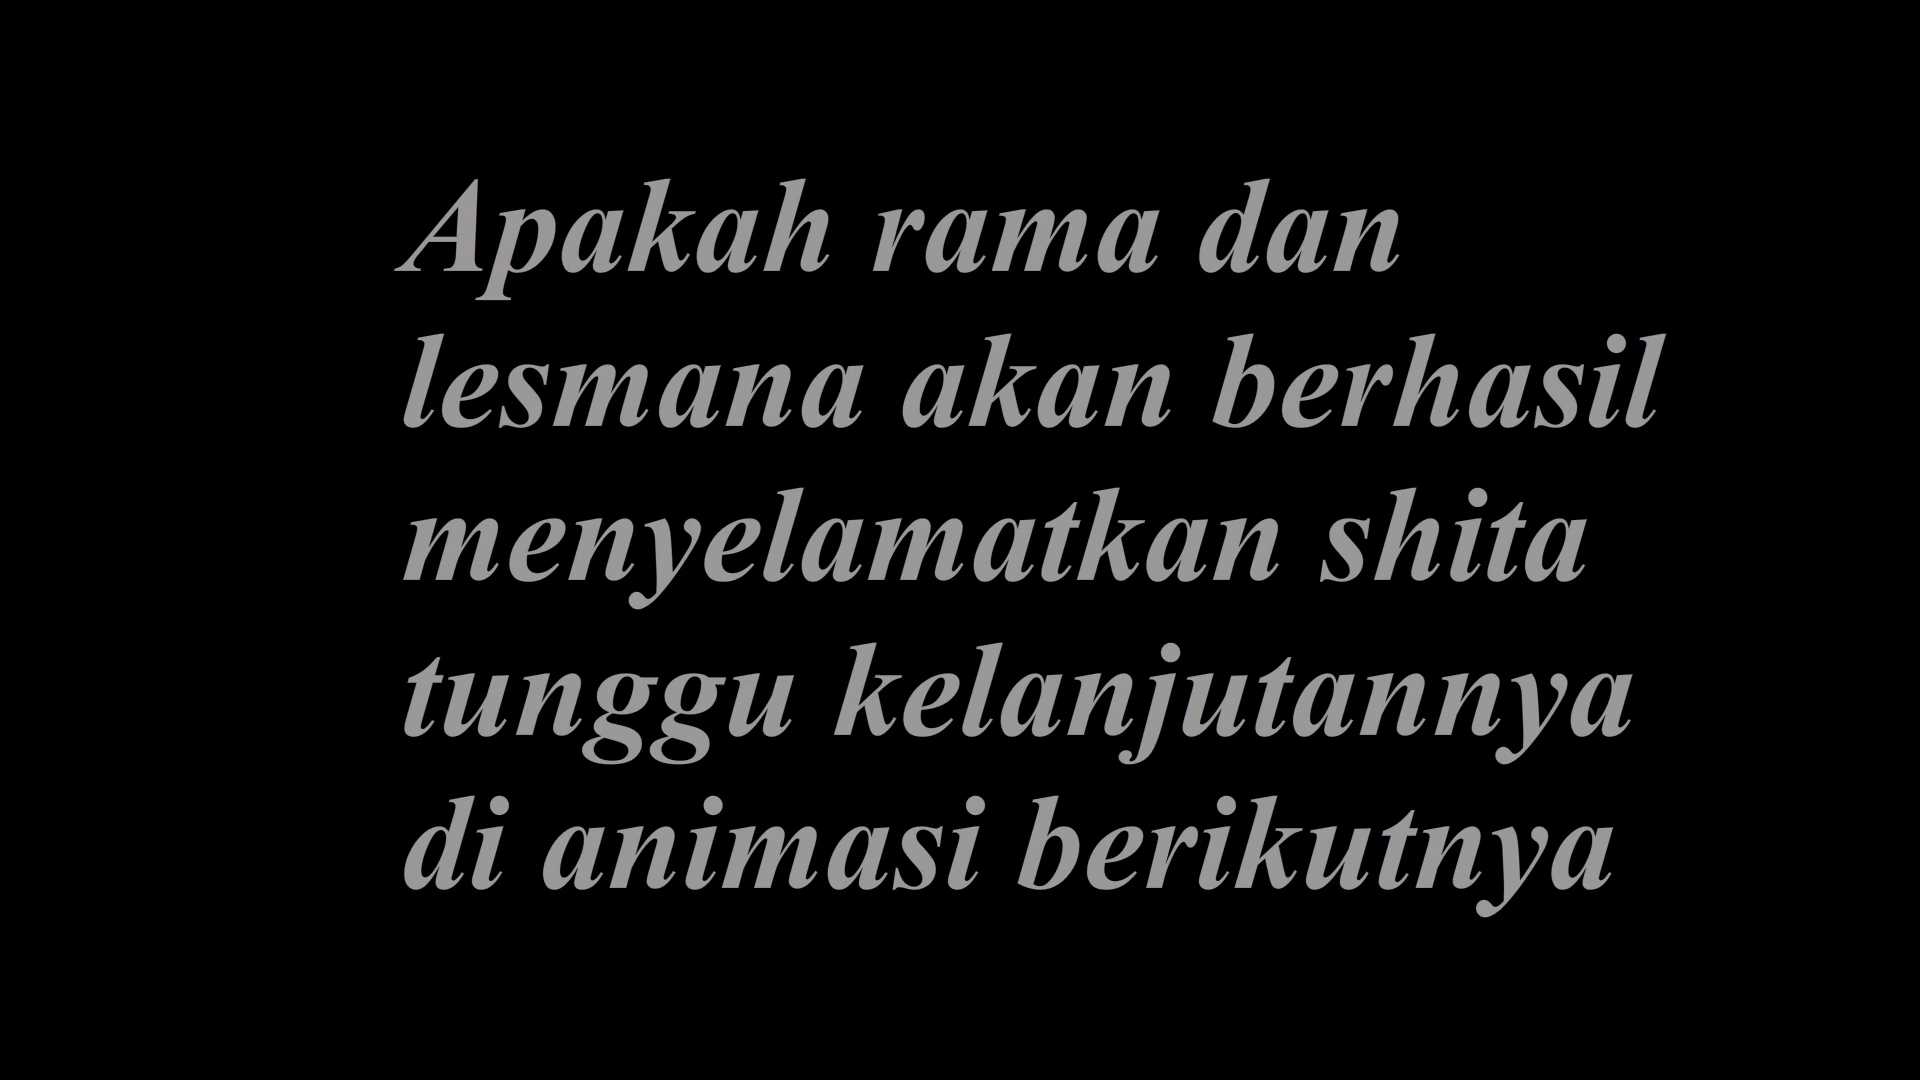 Apakah rama dan
lesmana akan berhasil
menyelamatkan shita
tunggu kelanjutannya
di animasi berikutnya